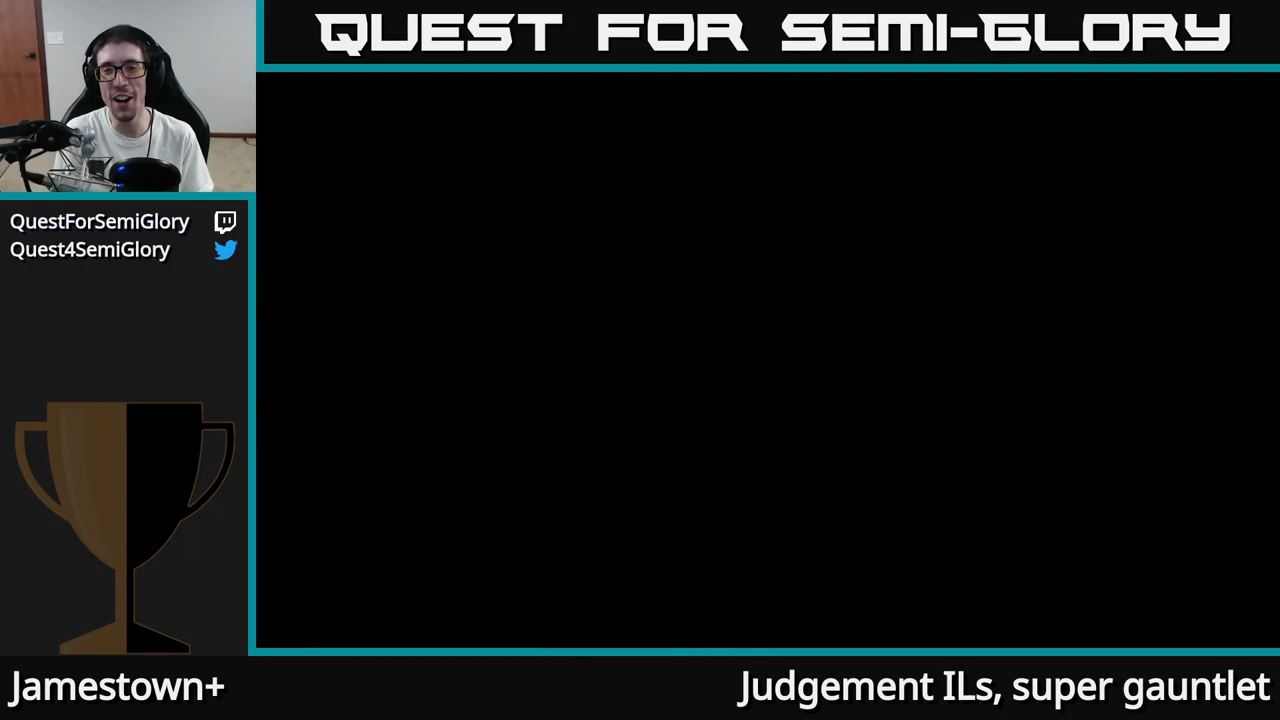 QUEST FOR SEMI-GLORY
QuestForSemiGlory
Quest4SemiGlory
Jamestown+
Judgement ILs, super gauntlet